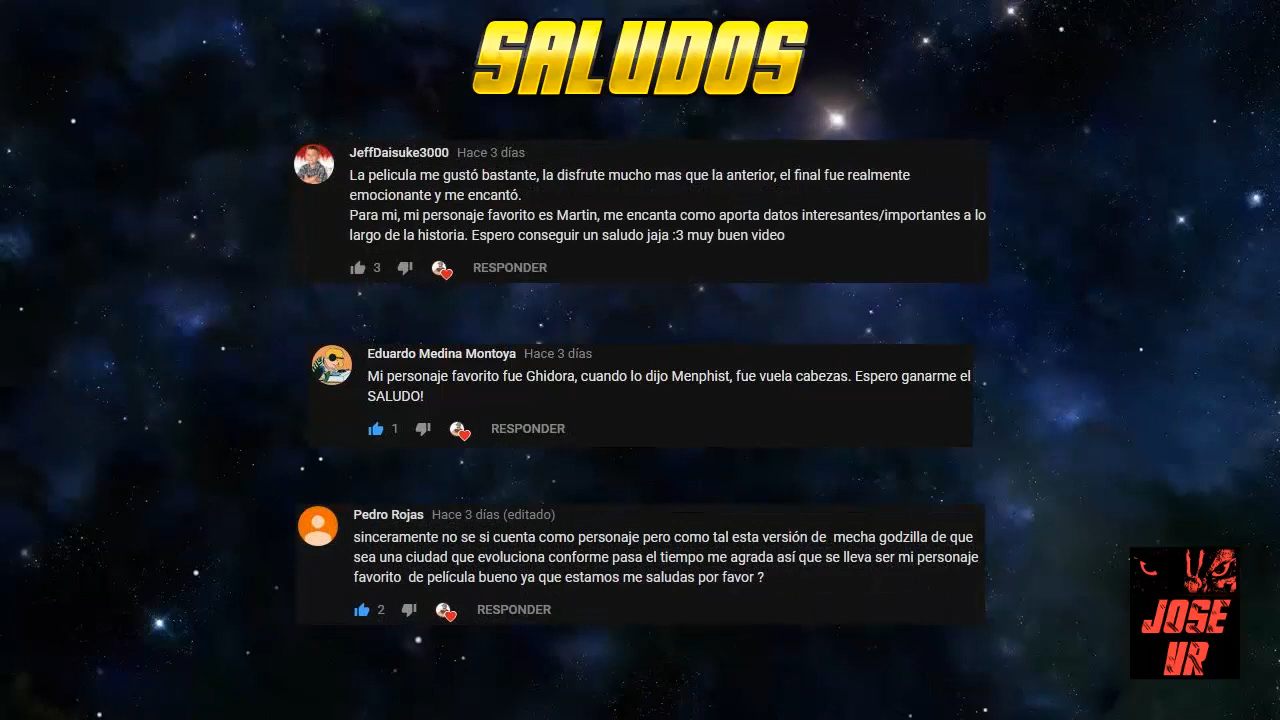 SALUDOS
JeffDaisuke3000 Hace 3 días
La pelicula me gustó bastante, la disfrute mucho mas que la anterior, el final fue realmente
emocionante y me encantó.
Para mi, mi personaje favorito es Martin, me encanta como aporta datos interesantes/importantes a lo
largo de la historia. Espero conseguir un saludo jaja :3 muy buen video
3 RESPONDER
Eduardo Medina Montoya Hace 3 días
Mi personaje favorito fue Ghidora, cuando lo dijo Menphist, fue vuela cabezas. Espero ganarme el
SALUDO!
1 RESPONDER
Pedro Rojas Hace 3 días (editado)
sinceramente no se si cuenta como personaje pero como tal esta versión de mecha godzilla de que
sea una ciudad que evoluciona conforme pasa el tiempo me agrada así que se lleva ser mi personaje
favorito de película bueno ya que estamos me saludas por favor ?
2 RESPONDER
JOSE
UR